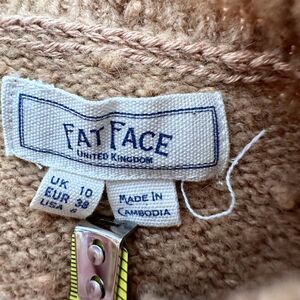 FAT FACE
UNITED KINGDOM
UK 10
EUR 38
USA 6
MADE IN
CAMBODIA